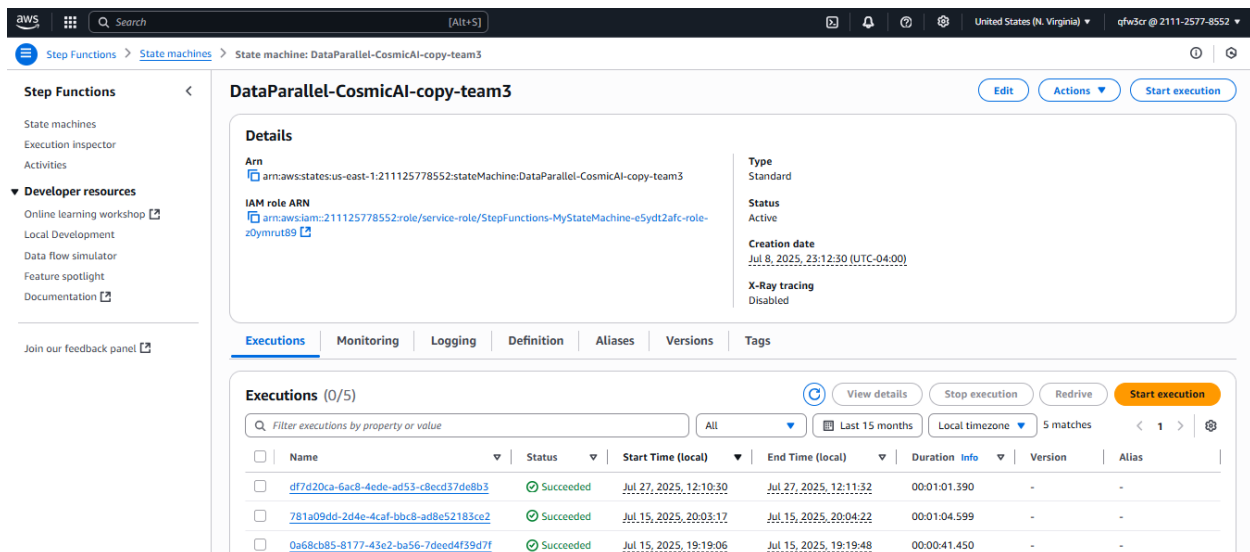 aws
Search [Alt+S]
United States (N. Virginia) ▼
qfw3cr @ 2111-2577-8552 ▼
Step Functions > State machines > State machine: DataParallel-CosmicAI-copy-team3
Step Functions
State machines
Execution inspector
Activities
Developer resources
Online learning workshop
Local Development
Data flow simulator
Feature spotlight
Documentation
Join our feedback panel
DataParallel-CosmicAI-copy-team3
Edit
Actions ▼
Start execution
Details
Arn
arn:aws:states:us-east-1:211125778552:stateMachine:DataParallel-CosmicAI-copy-team3
IAM role ARN
arn:aws:iam::211125778552:role/service-role/StepFunctions-MyStateMachine-e5ydt2afc-role-
z0ymrut89
Type
Standard
Status
Active
Creation date
Jul 8, 2025, 23:12:30 (UTC-04:00)
X-Ray tracing
Disabled
Executions Monitoring Logging Definition Aliases Versions Tags
Executions (0/5)
View details
Stop execution
Redrive
Start execution
Filter executions by property or value
All
Last 15 months
Local timezone
5 matches
1
Name Status Start Time (local) End Time (local) Duration Info Version Alias
df7d20ca-6ac8-4ede-ad53-c8ecd37de8b3 Succeeded Jul 27, 2025, 12:10:30 Jul 27, 2025, 12:11:32 00:01:01.390 - -
781a09dd-2d4e-4caf-bbc8-ad8e52183ce2 Succeeded Jul 15, 2025, 20:03:17 Jul 15, 2025, 20:04:22 00:01:04.599 - -
0a68cb85-8177-43e2-ba56-7deed4f39d7f Succeeded Jul 15, 2025, 19:19:06 Jul 15, 2025, 19:19:48 00:00:41.450 - -